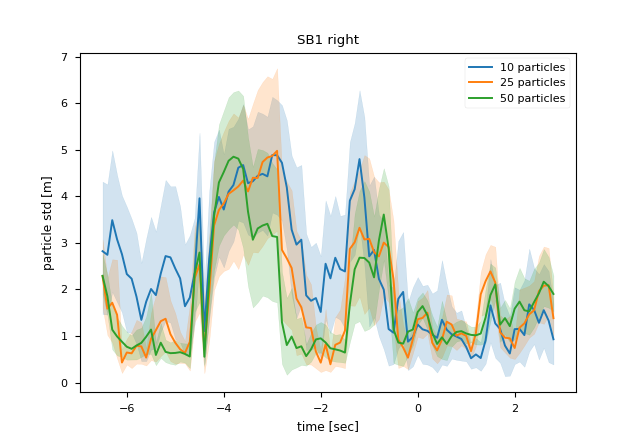 SB1 right
7
6
5
4
3
2
1
0
particle std [m]
10 particles
25 particles
50 particles
−6
−4
−2
0
2
time [sec]